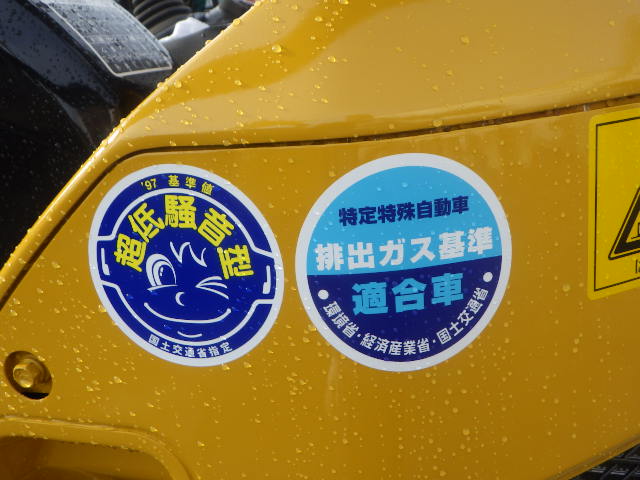 '97 基準値
超低騒音型
国土交通省指定
特定特殊自動車
排出ガス基準
適合車
・環境省・経済産業省・国土交通省・